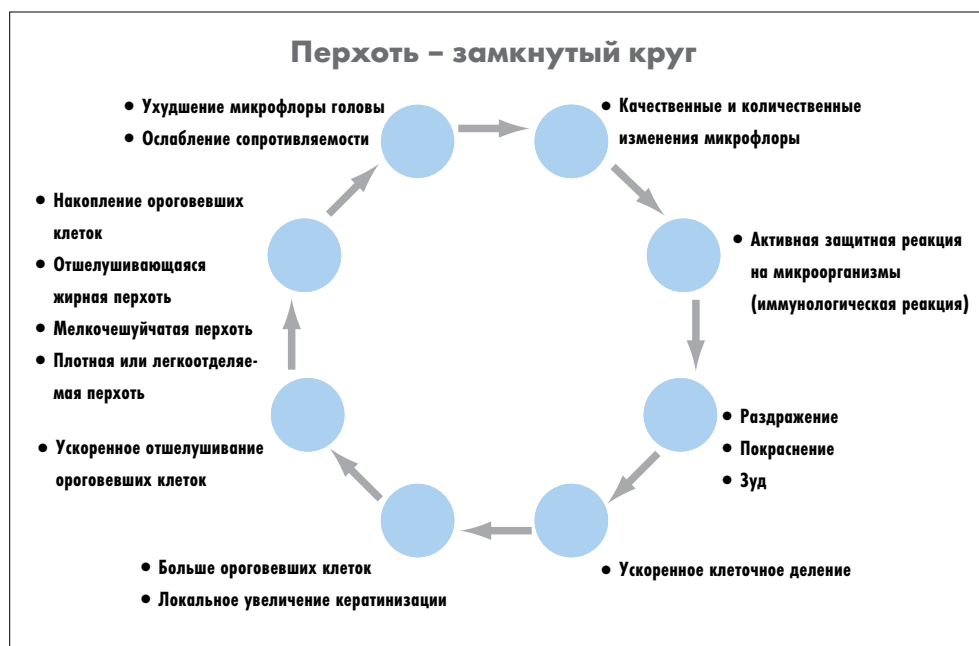 Перхоть – замкнутый круг
• Ухудшение микрофлоры головы
• Ослабление сопротивляемости
• Качественные и количественные
изменения микрофлоры
• Активная защитная реакция
на микроорганизмы
(иммунологическая реакция)
• Раздражение
• Покраснение
• Зуд
• Ускоренное клеточное деление
• Больше ороговевших клеток
• Локальное увеличение кератинизации
• Ускоренное отшелушивание
ороговевших клеток
• Накопление ороговевших
клеток
• Отшелушивающаяся
жирная перхоть
• Мелкочешуйчатая перхоть
• Плотная или легкоотделяе-
мая перхоть